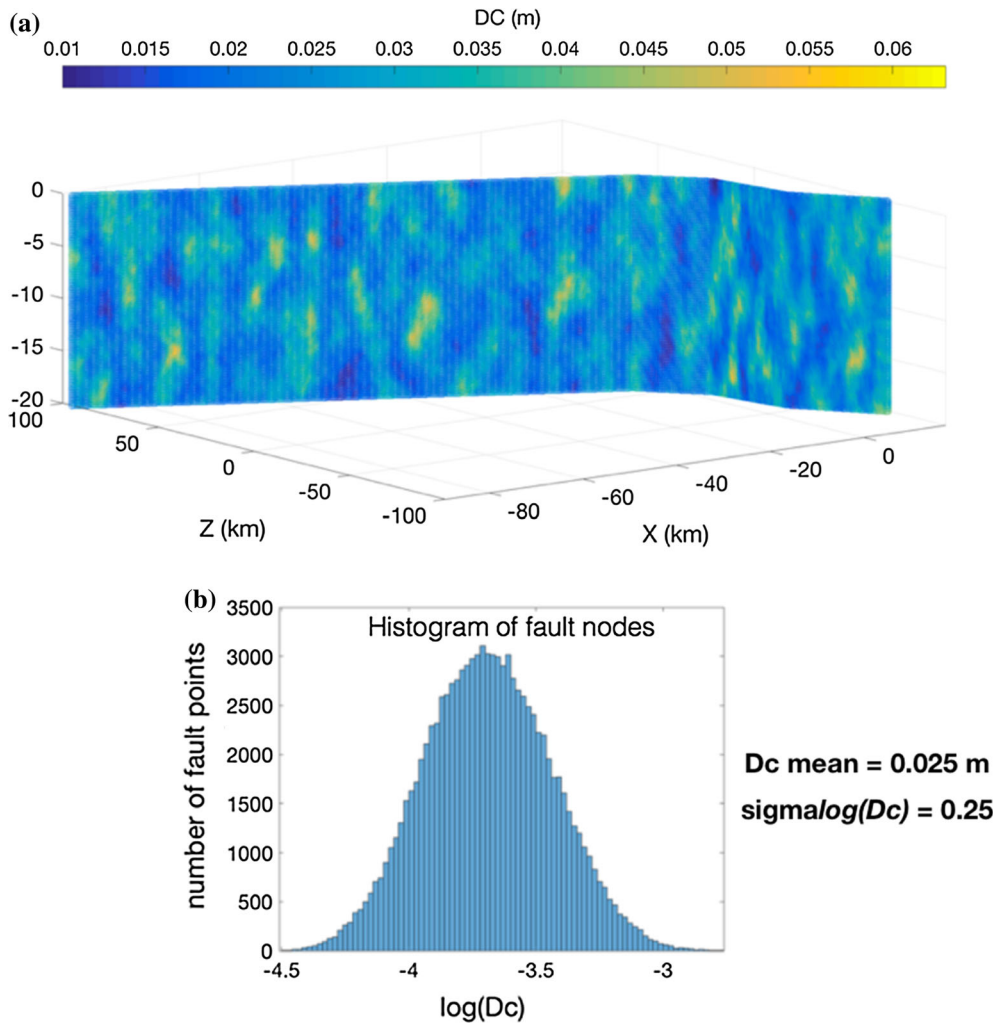 (a)
DC (m)
0.01 0.015 0.02 0.025 0.03 0.035 0.04 0.045 0.05 0.055 0.06
0
-5
-10
-15
-20
100
50
0
-50
-100
Z (km)
-80
-60
-40
-20
0
X (km)
(b)
Histogram of fault nodes
3500
3000
2500
2000
1500
1000
500
0
number of fault points
-4.5 -4 -3.5 -3
log(Dc)
Dc mean = 0.025 m
sigmalog(Dc) = 0.25